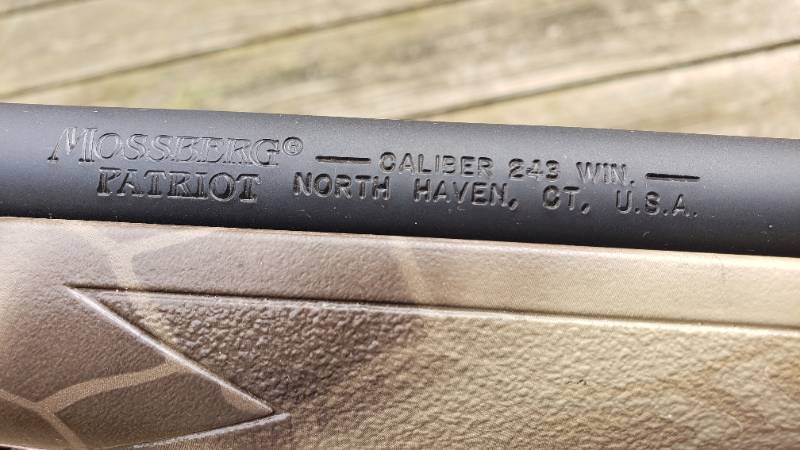 MOSSBERG® — CALIBER 243 WIN. —
PATRIOT NORTH HAVEN, CT, U.S.A.